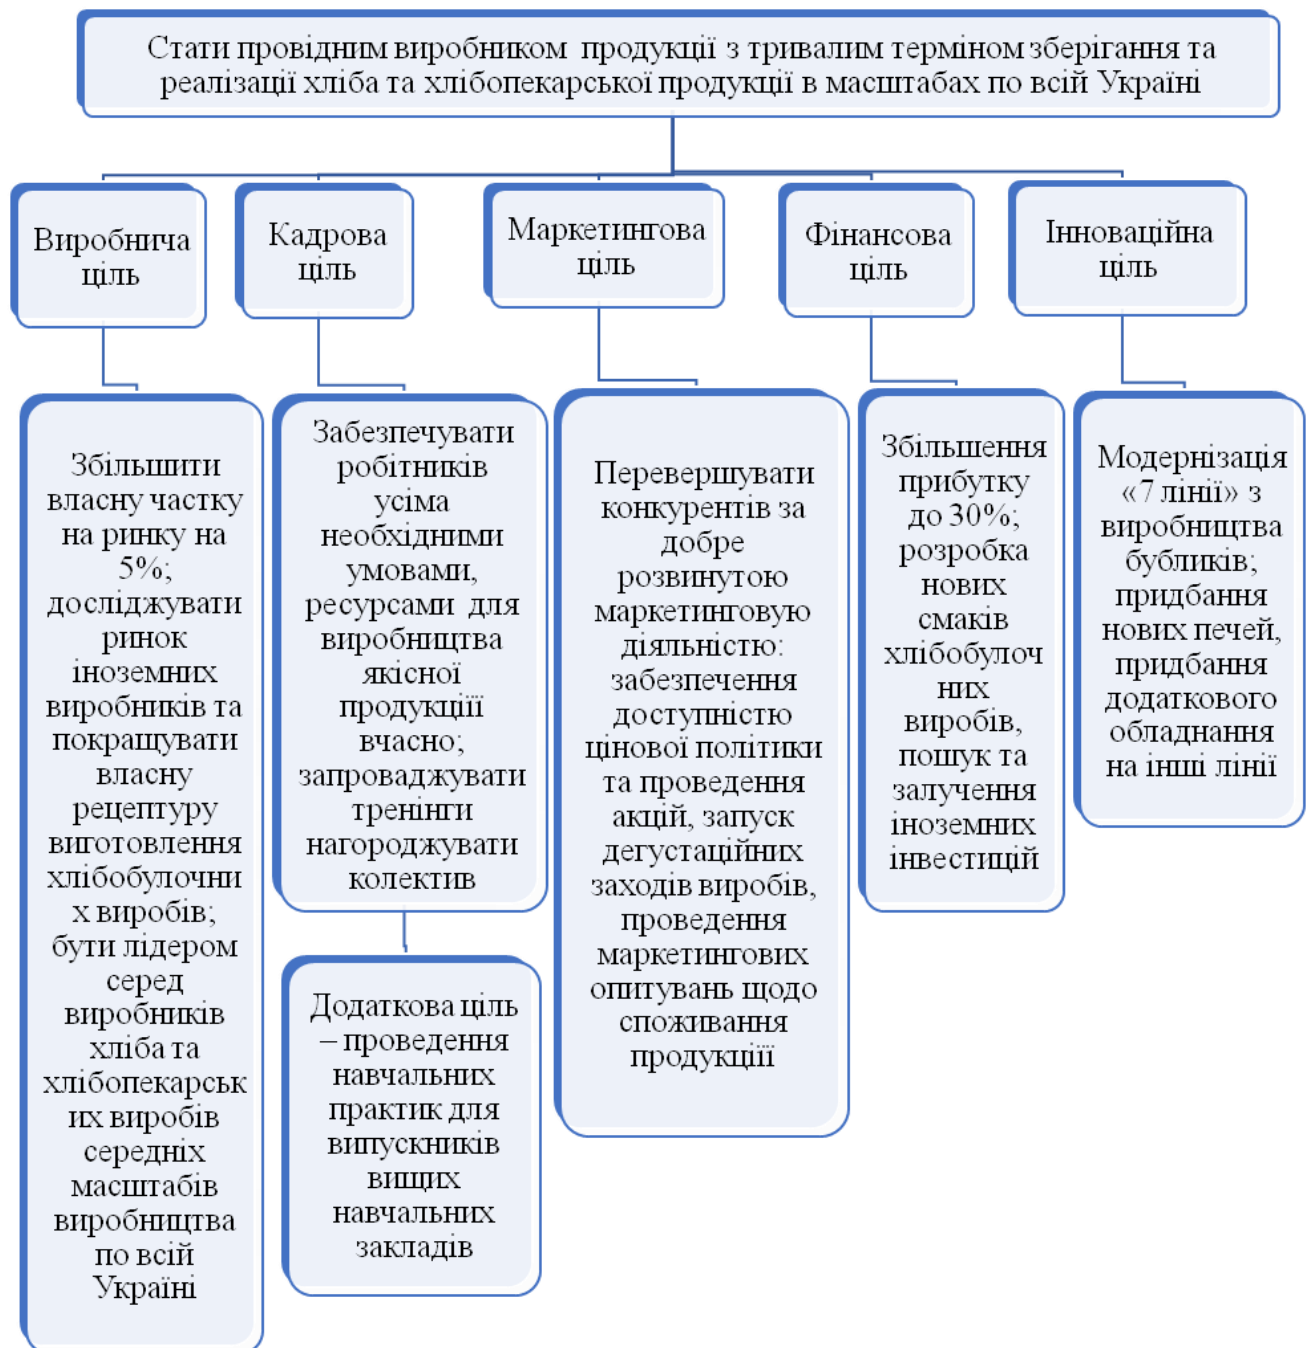 Стати провідним виробником продукції з тривалим терміном зберігання та
реалізації хліба та хлібопекарської продукції в масштабах по всій Україні
Виробнича
ціль
Кадрова
ціль
Маркетингова
ціль
Фінансова
ціль
Інноваційна
ціль
Збільшити
власну частку
на ринку на
5%;
досліджувати
ринок
іноземних
виробників та
покращувати
власну
рецептуру
виготовлення
хлібобулочни
х виробів;
бути лідером
серед
виробників
хліба та
хлібопекарськ
их виробів
середніх
масштабів
виробництва
по всій
Україні
Забезпечувати
робітників
усіма
необхідними
умовами,
ресурсами для
виробництва
якісної
продукціїї
вчасно;
запроваджувати
тренінги
нагороджувати
колектив
Додаткова ціль
– проведення
навчальних
практик для
випускників
вищих
навчальних
закладів
Перевершувати
конкурентів за
добре
розвинутою
маркетинговую
діяльністю:
забезпечення
доступністю
цінової політики
та проведення
акцій, запуск
дегустаційних
заходів виробів,
проведення
маркетингових
опитувань щодо
споживання
продукціїї
Збільшення
прибутку
до 30%;
розробка
нових
смаків
хлібобулоч
них
виробів,
пошук та
залучення
іноземних
інвестицій
Модернізація
«7 лінії» з
виробництва
бубликів;
придбання
нових печей,
придбання
додаткового
обладнання
на інші лінії